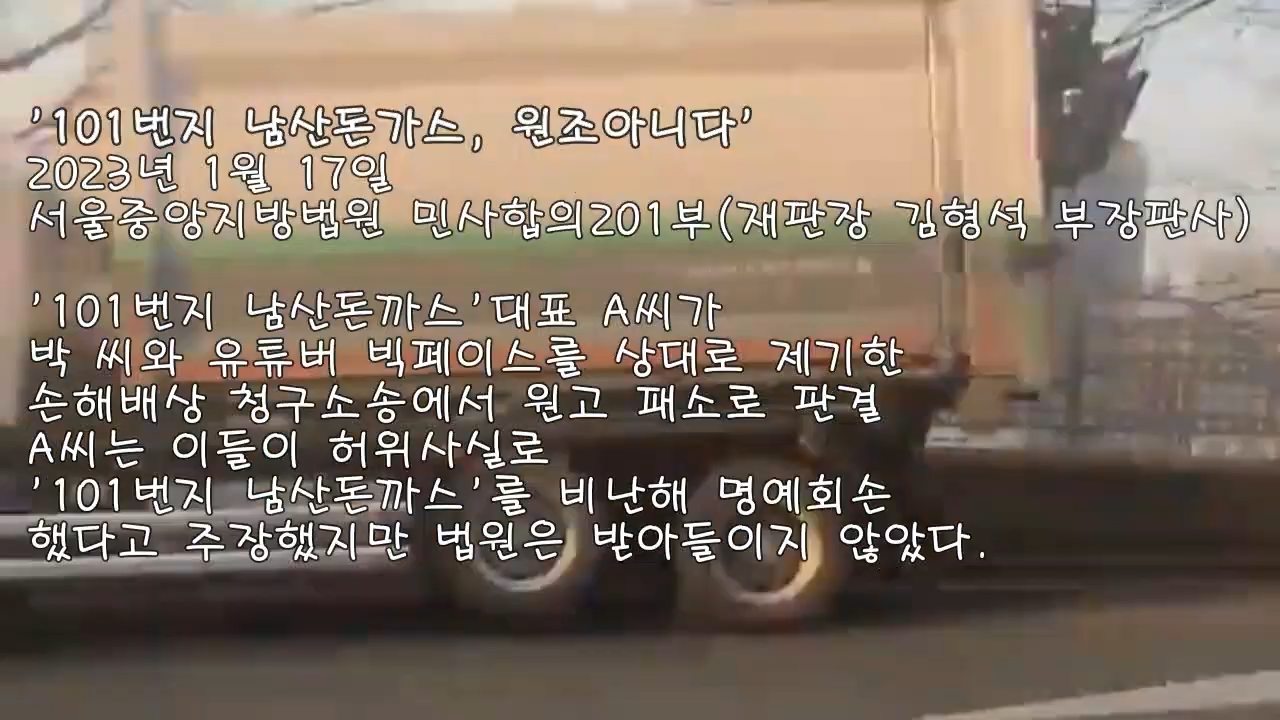 '101번지 남산돈가스, 원조아니다'
2023년 1월 17일
서울중앙지방법원 민사합의201부(재판장 김형석 부장판사)
'101번지 남산돈까스'대표 A씨가
박 씨와 유튜버 빅페이스를 상대로 제기한
손해배상 청구소송에서 원고 패소로 판결
A씨는 이들이 허위사실로
'101번지 남산돈까스'를 비난해 명예회손
했다고 주장했지만 법원은 받아들이지 않았다.